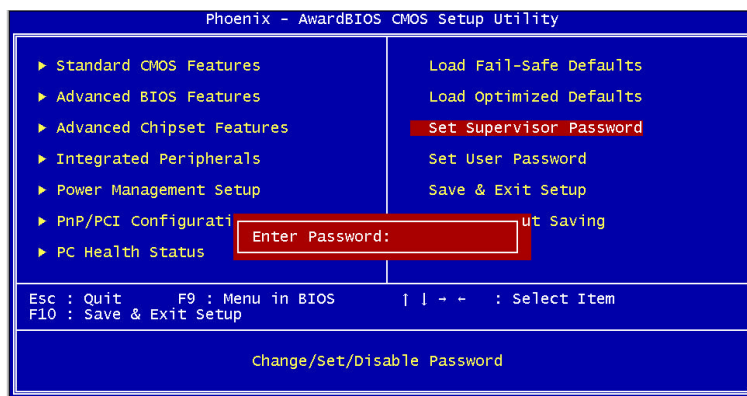 Phoenix - AwardBIOS CMOS Setup Utility
▶ Standard CMOS Features
▶ Advanced BIOS Features
▶ Advanced Chipset Features
▶ Integrated Peripherals
▶ Power Management Setup
▶ PnP/PCI Configurati
▶ PC Health Status
Load Fail-Safe Defaults
Load Optimized Defaults
Set Supervisor Password
Set User Password
Save & Exit Setup
ut Saving
Enter Password:
Esc : Quit F9 : Menu in BIOS ↑ ↓ → ← : Select Item
F10 : Save & Exit Setup
Change/Set/Disable Password